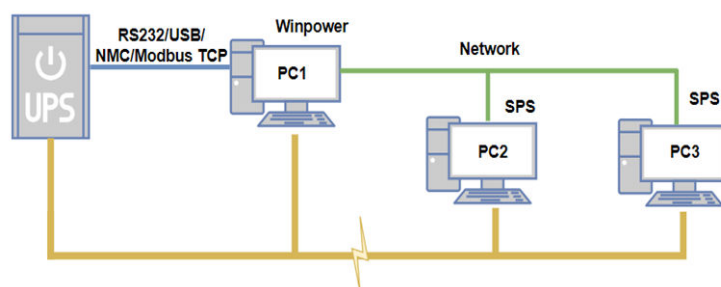 RS232/USB/
NMC/Modbus TCP
Winpower
Network
UPS
PC1
SPS
PC2
SPS
PC3